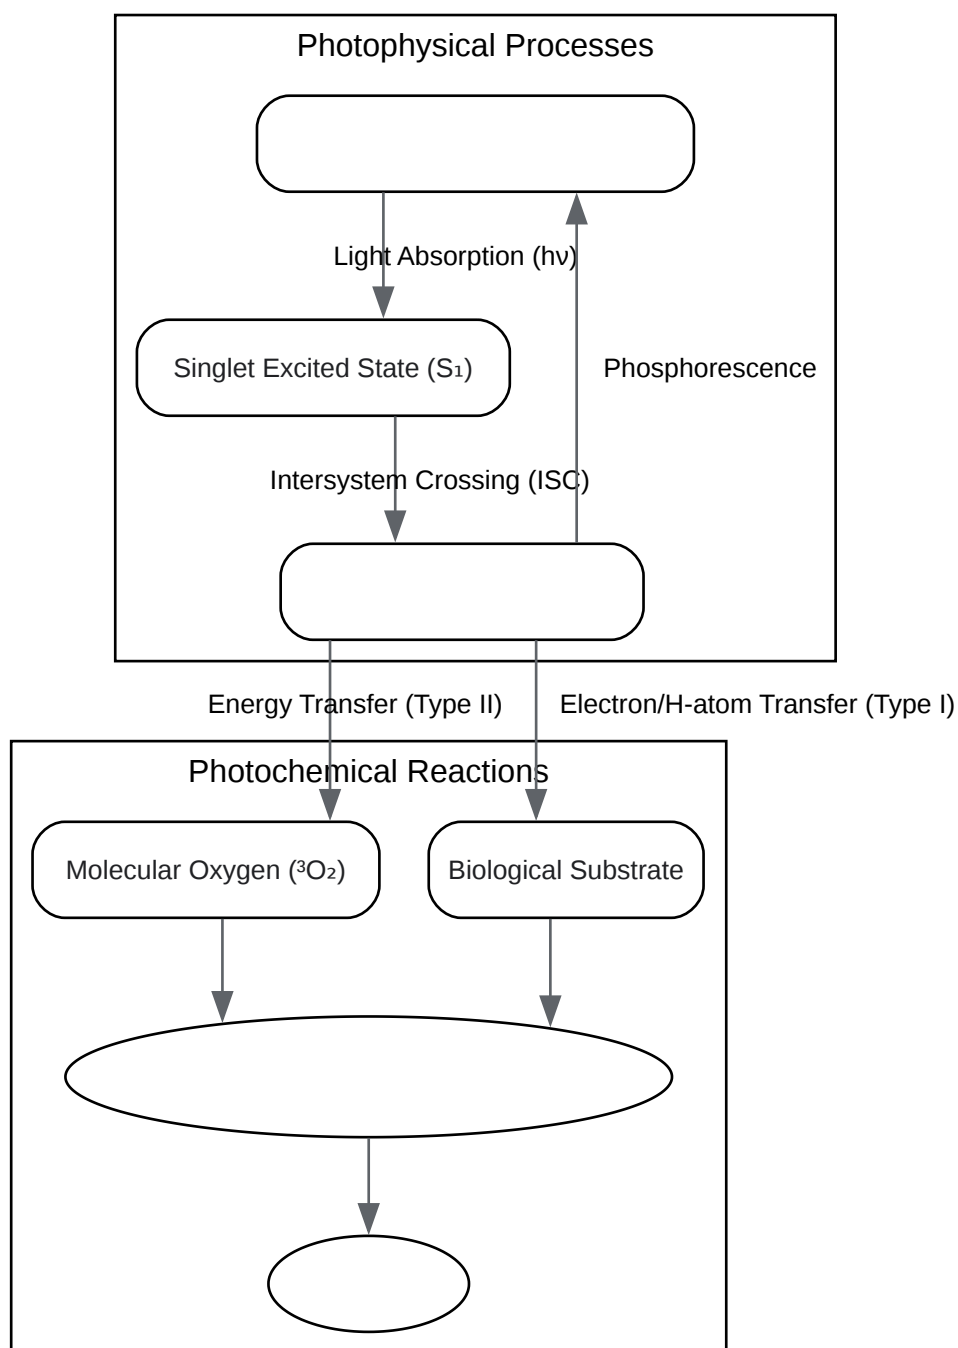 Photophysical Processes
Light Absorption (hν)
Singlet Excited State (S₁)
Phosphorescence
Intersystem Crossing (ISC)
Energy Transfer (Type II)
Electron/H-atom Transfer (Type I)
Photochemical Reactions
Molecular Oxygen (³O₂)
Biological Substrate